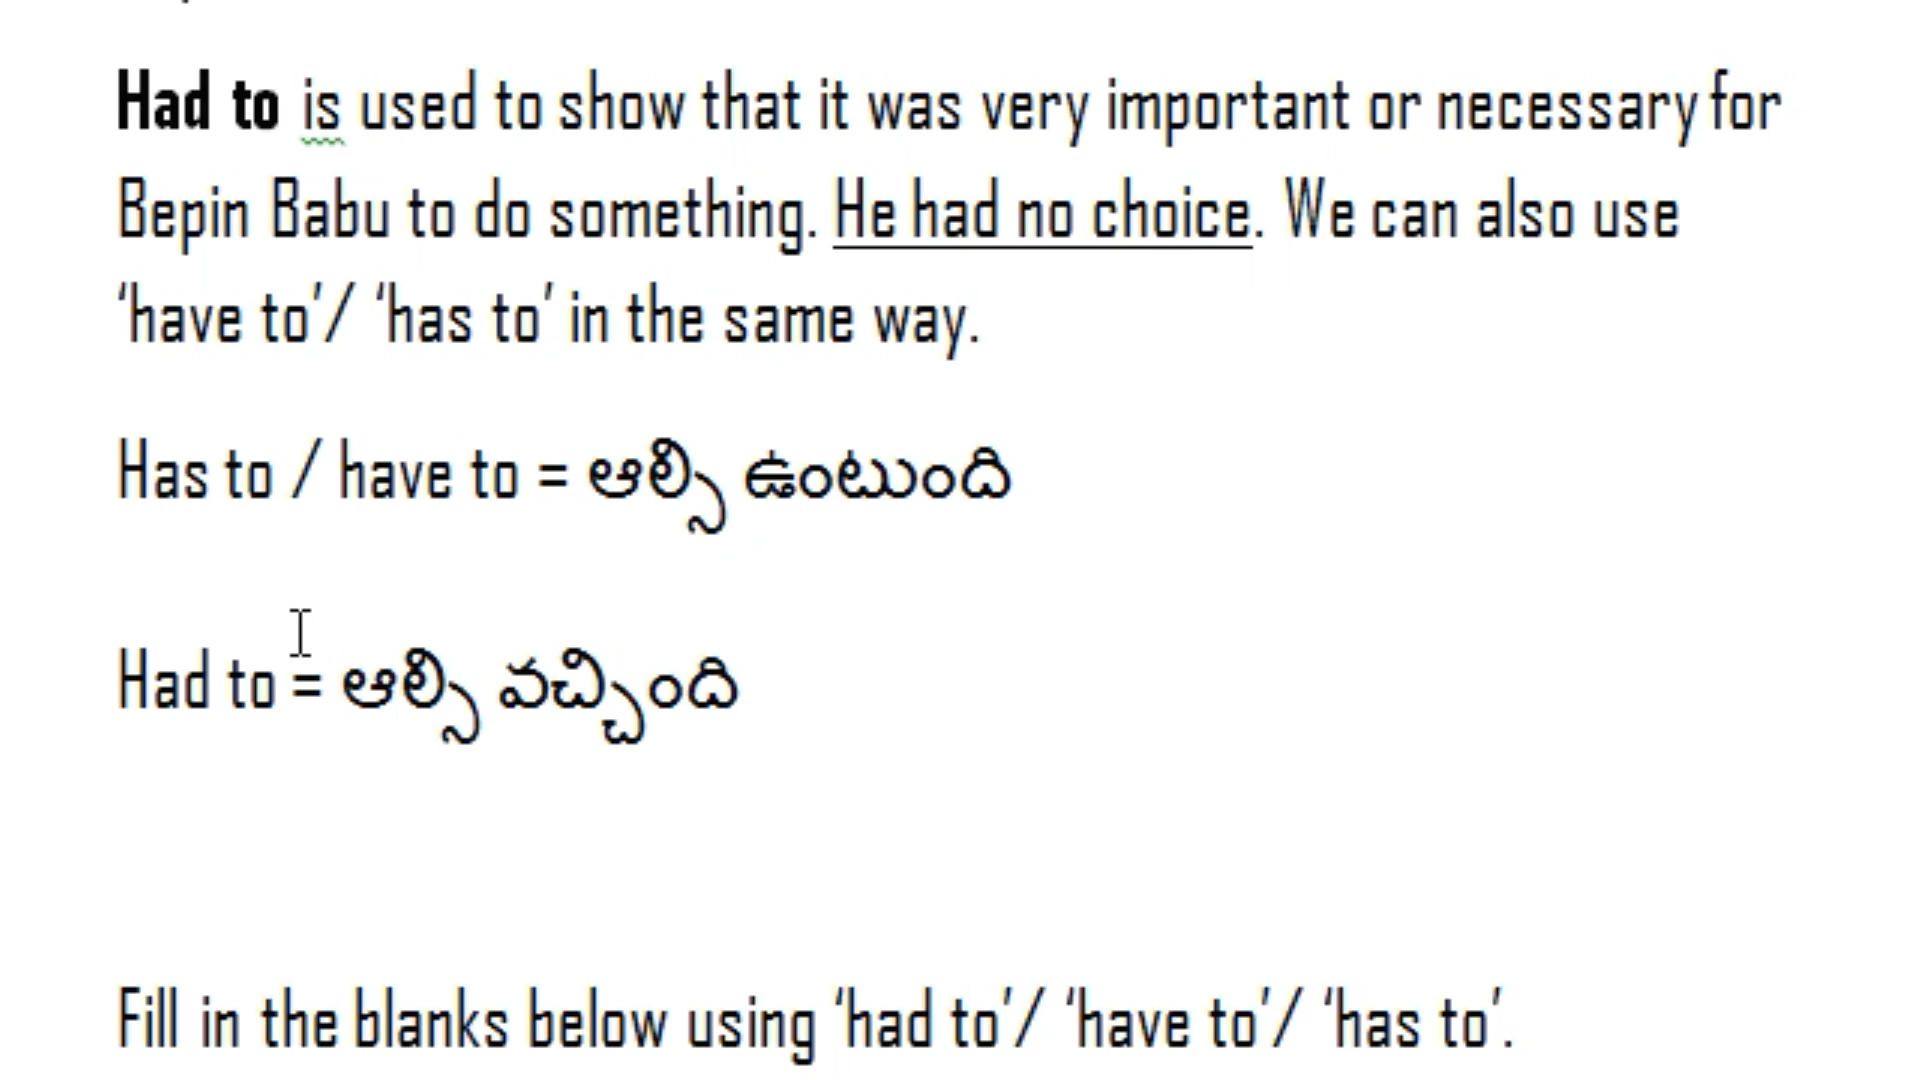 Had to is used to show that it was very important or necessary for
Bepin Babu to do something. He had no choice. We can also use
‘have to’/ ‘has to’ in the same way.
Has to / have to = ఆల్సి ఉంటుంది
Had to = ఆల్సి వచ్చింది
Fill in the blanks below using ‘had to’/ ‘have to’/ ‘has to’.